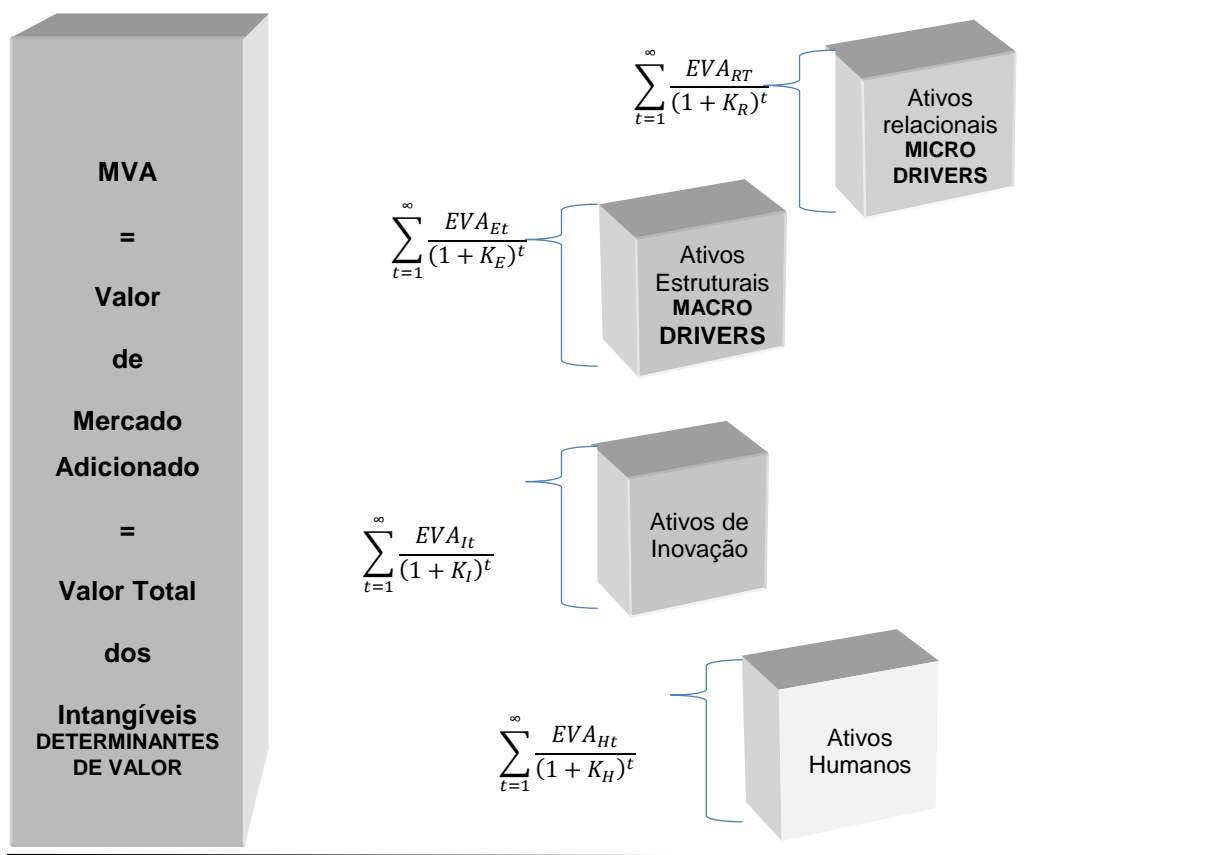 MVA
=
Valor
de
Mercado
Adicionado
=
Valor Total
dos
Intangíveis
DETERMINANTES
DE VALOR
∞
∑ EVA_{RT} / (1 + K_R)^t
t=1
Ativos
relacionais
MICRO
DRIVERS
∞
∑ EVA_{Et} / (1 + K_E)^t
t=1
Ativos
Estruturais
MACRO
DRIVERS
∞
∑ EVA_{It} / (1 + K_I)^t
t=1
Ativos de
Inovação
∞
∑ EVA_{Ht} / (1 + K_H)^t
t=1
Ativos
Humanos